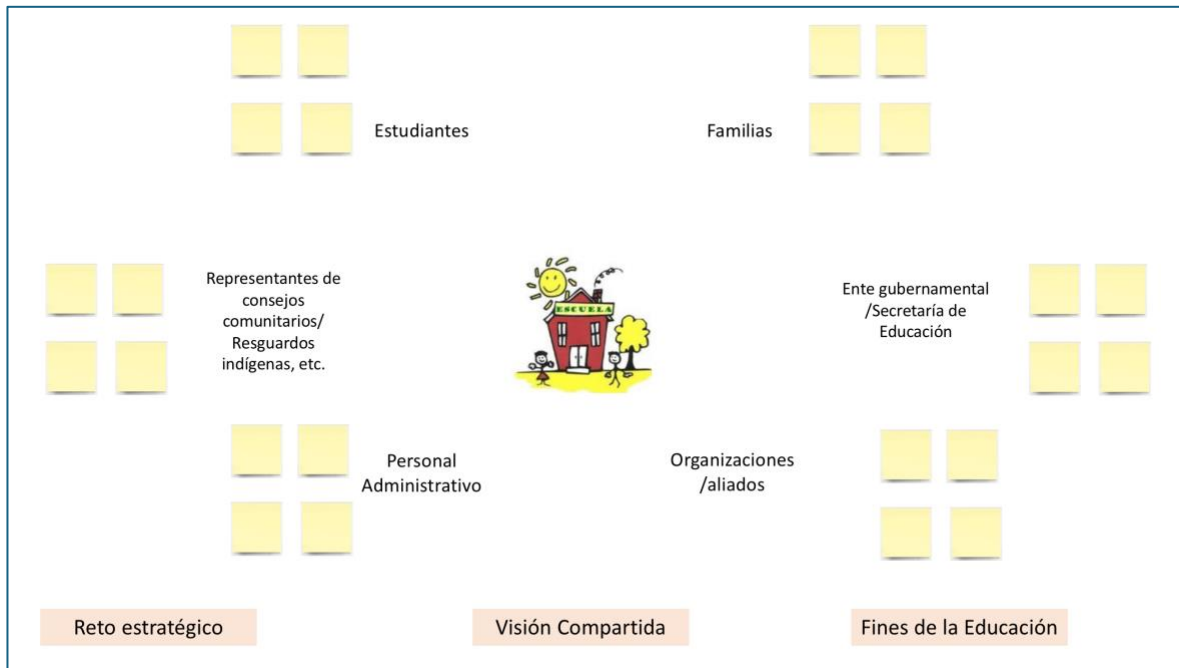 Estudiantes
Familias
Representantes de
consejos
comunitarios/
Resguardos
indígenas, etc.
ESCUELA
Ente gubernamental
/Secretaría de
Educación
Personal
Administrativo
Organizaciones
/aliados
Reto estratégico
Visión Compartida
Fines de la Educación